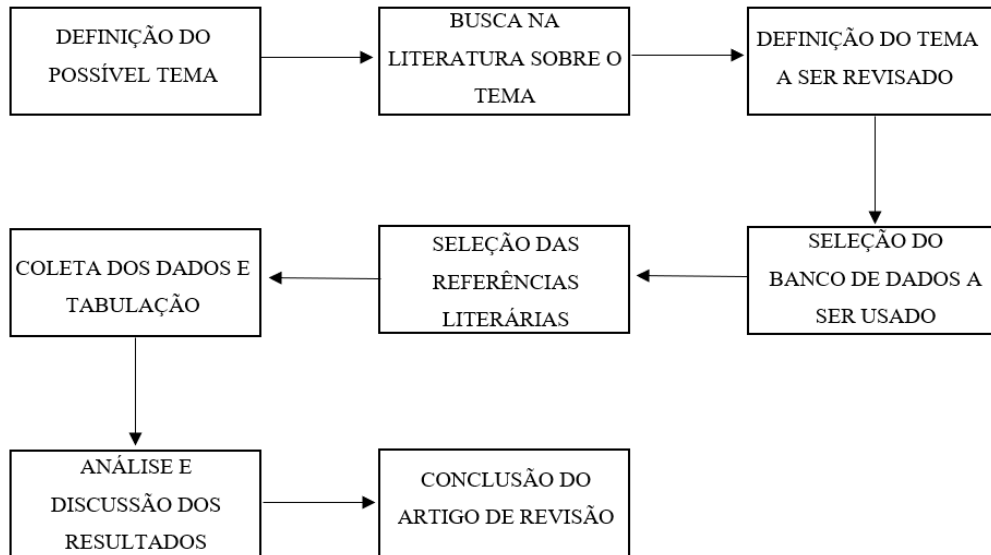 DEFINIÇÃO DO
POSSÍVEL TEMA
BUSCA NA
LITERATURA SOBRE O
TEMA
DEFINIÇÃO DO TEMA
A SER REVISADO
SELEÇÃO DO
BANCO DE DADOS A
SER USADO
SELEÇÃO DAS
REFERÊNCIAS
LITERÁRIAS
COLETA DOS DADOS E
TABULAÇÃO
ANÁLISE E
DISCUSSÃO DOS
RESULTADOS
CONCLUSÃO DO
ARTIGO DE REVISÃO